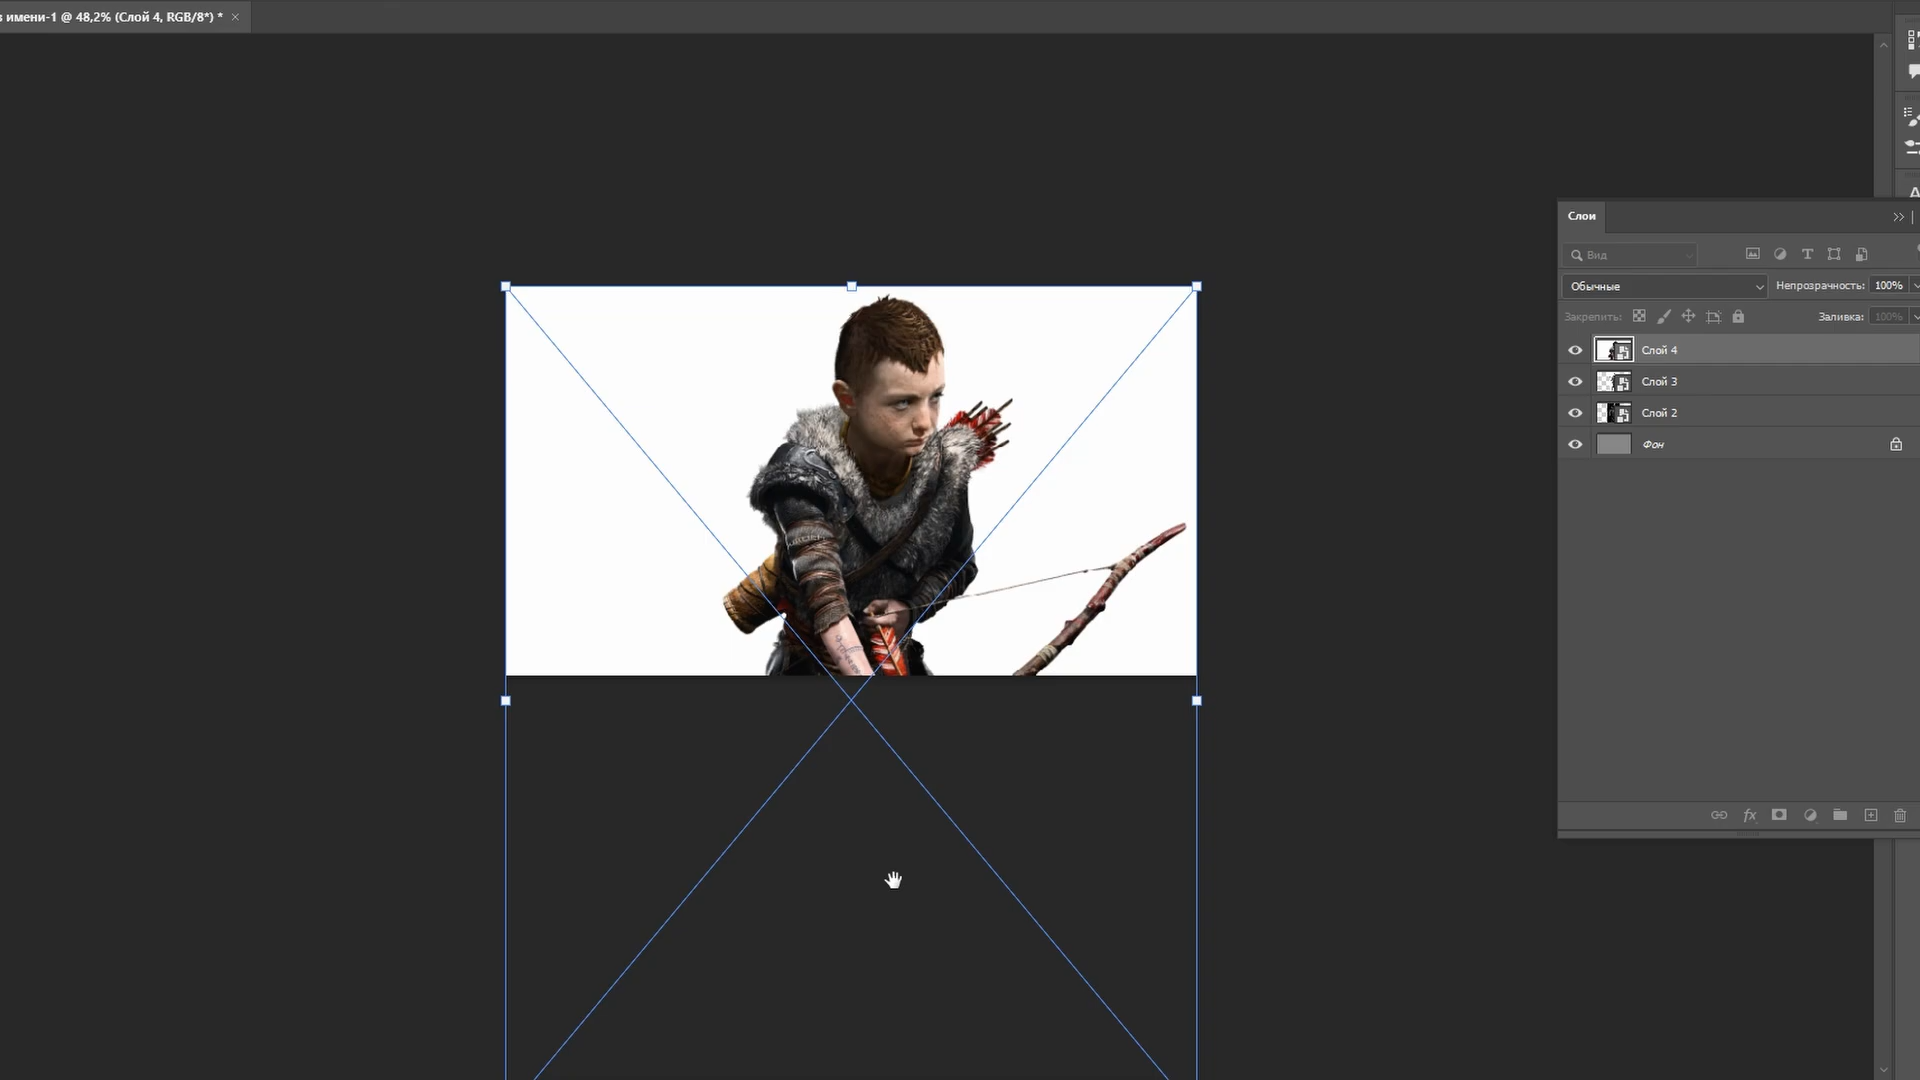 в имени-1 @ 48,2% (Слой 4, RGB/8*) * ×
Слои
Вид
Обычные
Непрозрачность: 100%
Закрепить:
Заливка: 100%
Слой 4
Слой 3
Слой 2
Фон
fx